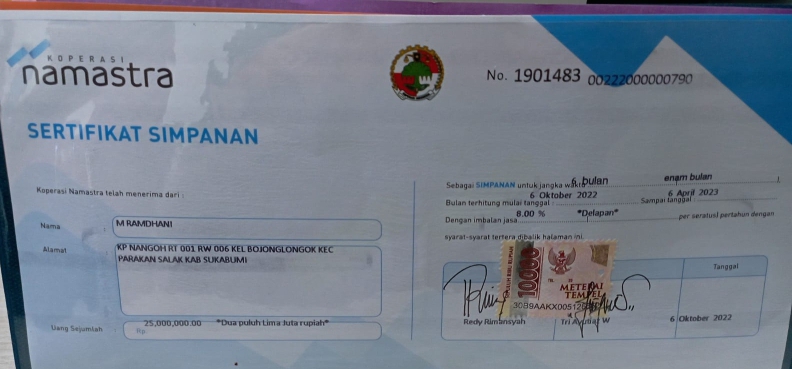 KOPERASI
namastra
No. 1901483 00222000000790
SERTIFIKAT SIMPANAN
Koperasi Namastra telah menerima dari :
Nama : M RAMDHANI
Alamat : KP NANGOH RT 001 RW 006 KEL BOJONGLONGOK KEC
PARAKAN SALAK KAB SUKABUMI
Uang Sejumlah : Rp 25,000,000.00 *Dua puluh Lima Juta rupiah*
Sebagai SIMPANAN untuk jangka waktu 6 bulan enam bulan
Bulan terhitung mulai tanggal : 6 Oktober 2022 Sampai tanggal 6 April 2023
Dengan imbalan jasa 8.00 % *Delapan* per seratus/ pertahun dengan
syarat-syarat tertera dibalik halaman ini.
Tanggal
10000
METERAI
TEMPEL
Redy Rimansyah
6 Oktober 2022